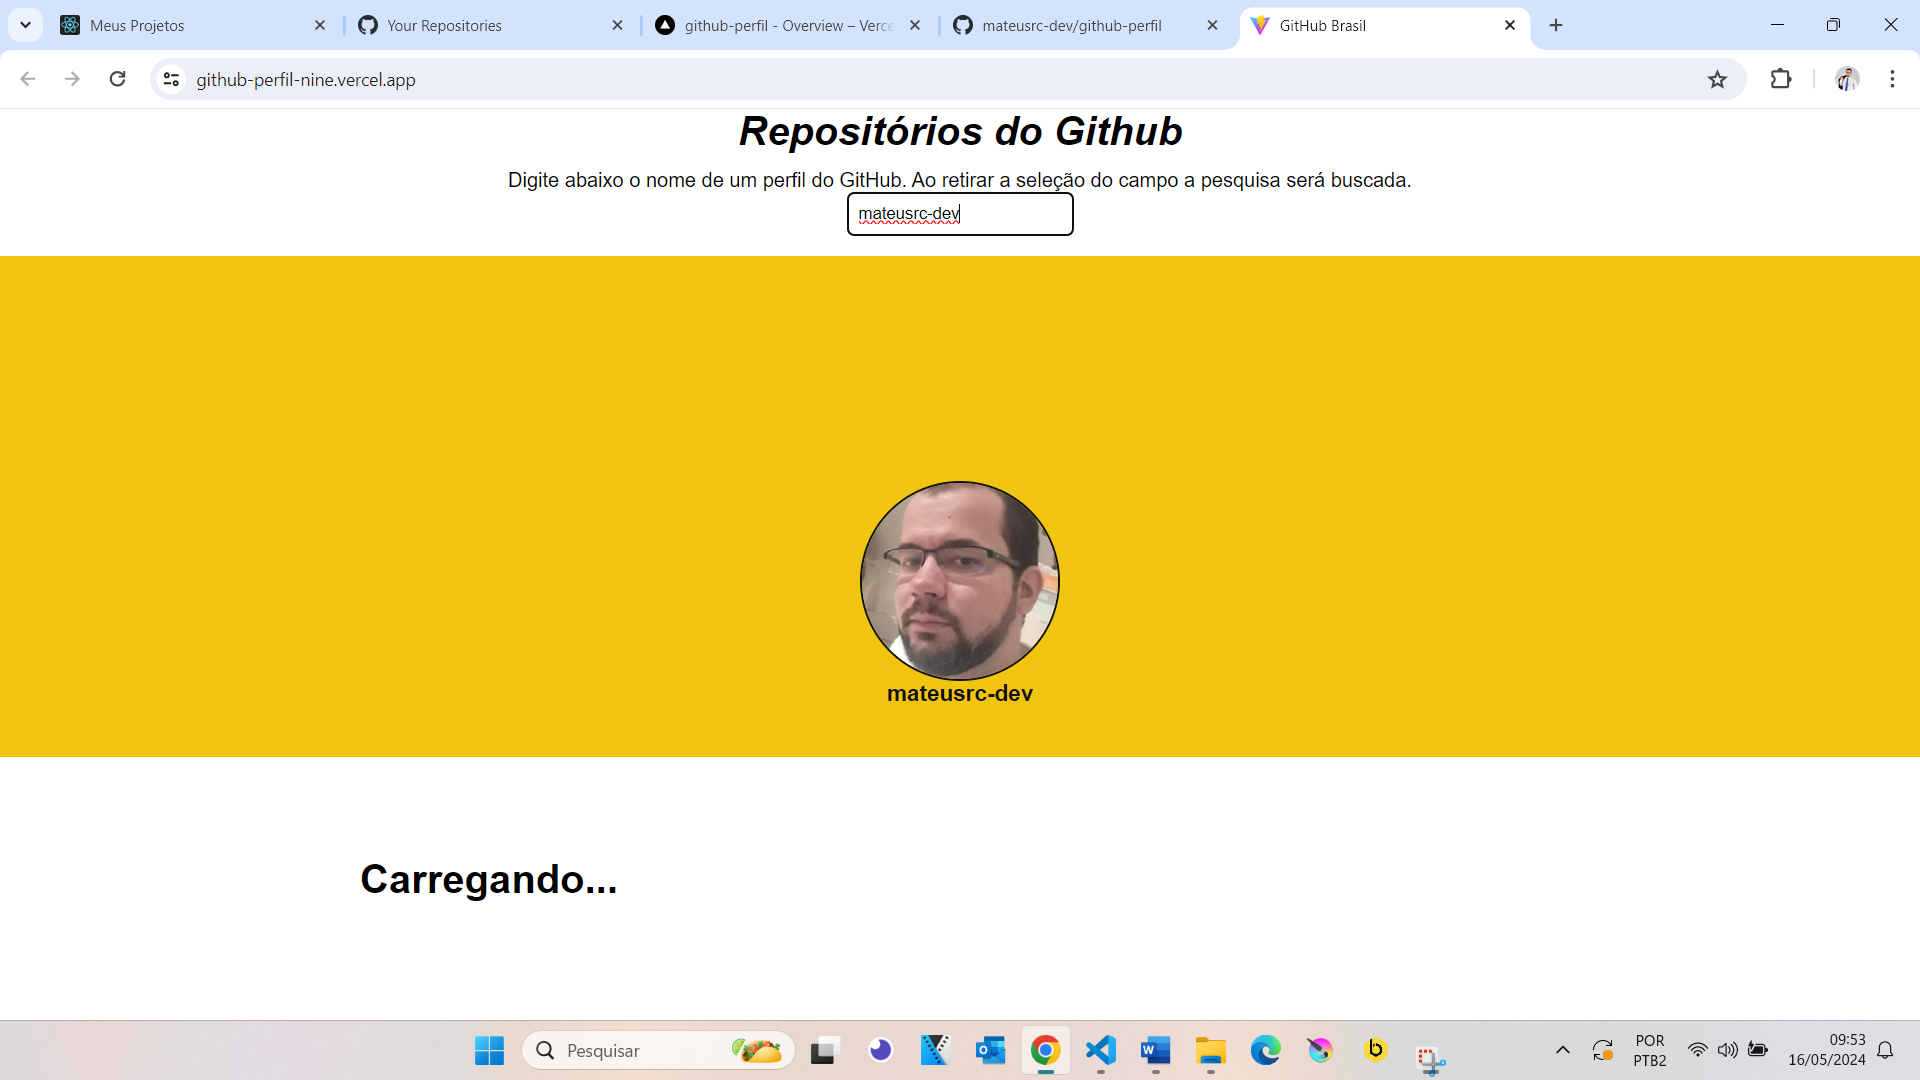 Meus Projetos
Your Repositories
github-perfil - Overview – Verce
mateusrc-dev/github-perfil
GitHub Brasil
github-perfil-nine.vercel.app
Repositórios do Github
Digite abaixo o nome de um perfil do GitHub. Ao retirar a seleção do campo a pesquisa será buscada.
mateusrc-dev
mateusrc-dev
Carregando...
Pesquisar
POR
PTB2
09:53
16/05/2024